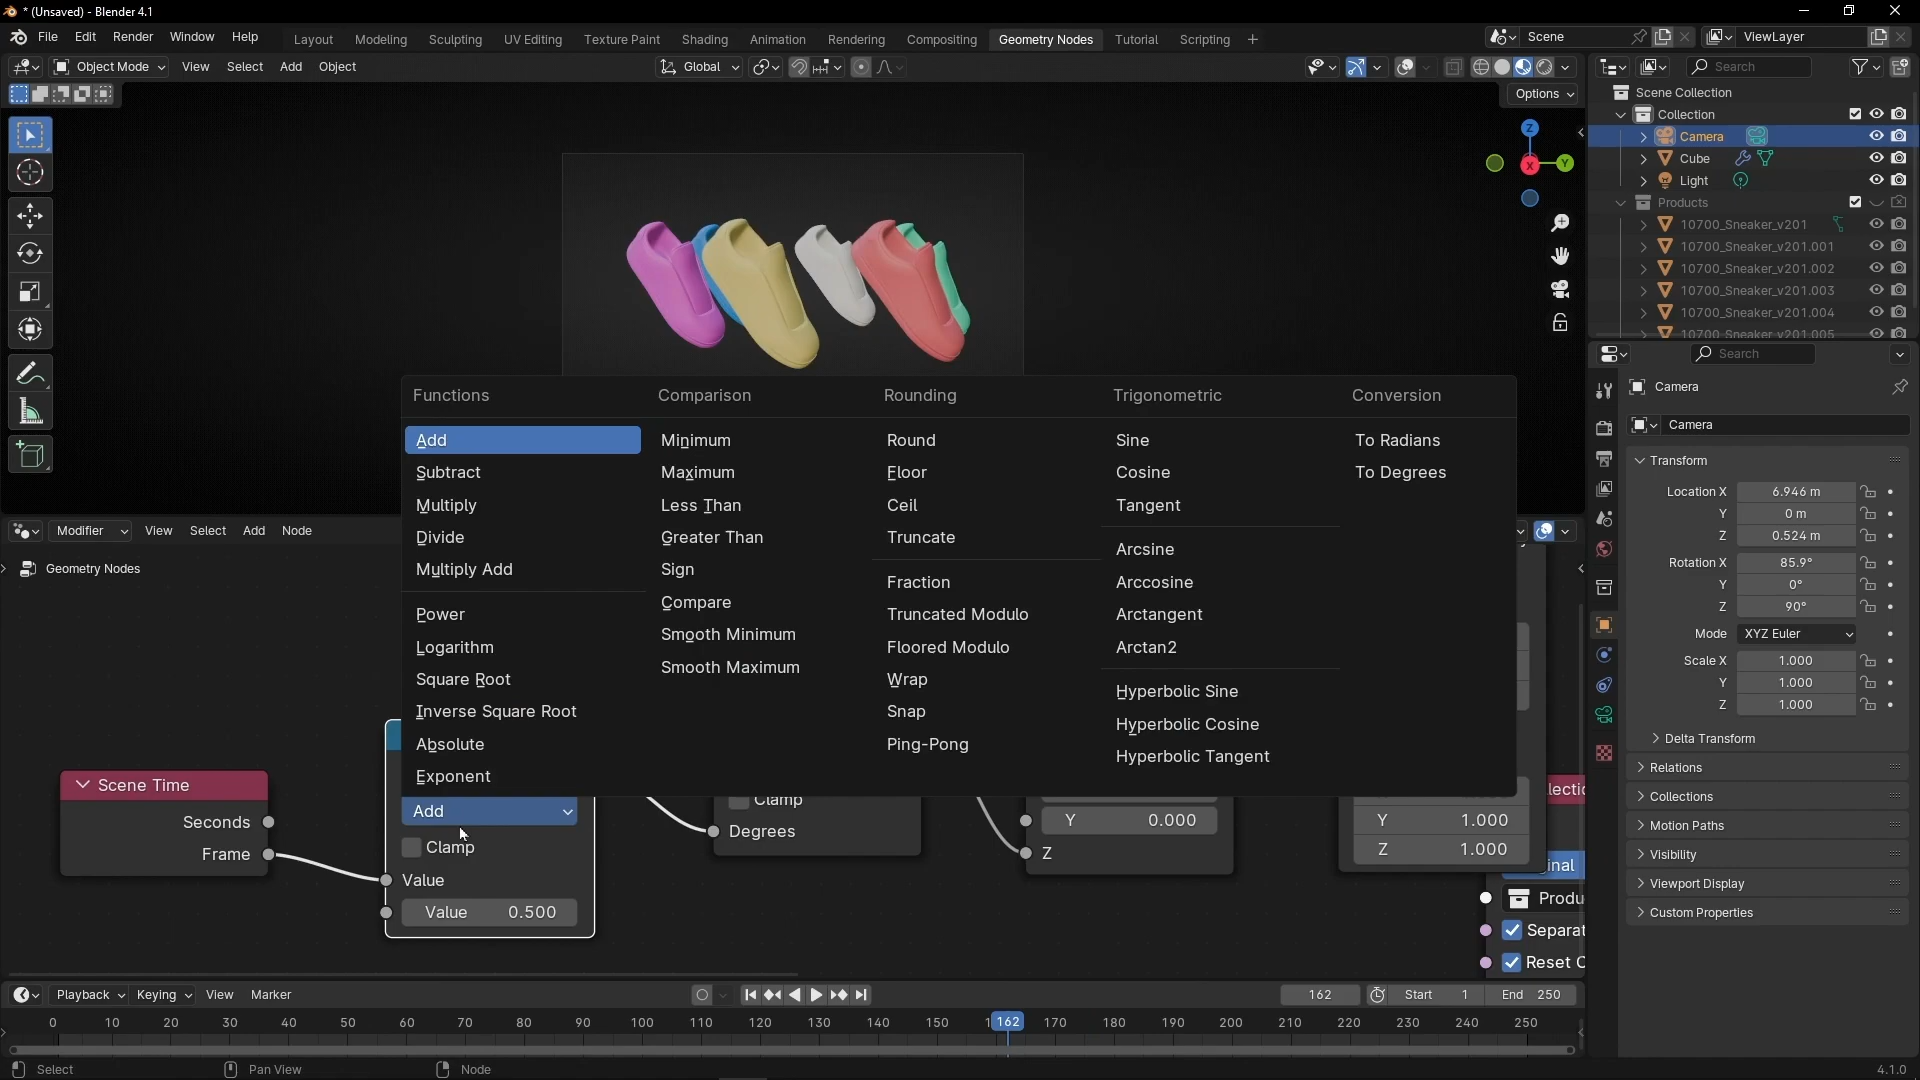 * (Unsaved) - Blender 4.1
File Edit Render Window Help
Layout Modeling Sculpting UV Editing Texture Paint Shading Animation Rendering Compositing Geometry Nodes Tutorial Scripting +
Scene
ViewLayer
Object Mode View Select Add Object
Global
Search
Options
Scene Collection
Collection
Camera
Cube
Light
Products
10700_Sneaker_v201
10700_Sneaker_v201.001
10700_Sneaker_v201.002
10700_Sneaker_v201.003
10700_Sneaker_v201.004
10700_Sneaker_v201.005
Z
Y
X
Search
Camera
Camera
Transform
Location X 6.946 m
Y 0 m
Z 0.524 m
Rotation X 85.9°
Y 0°
Z 90°
Mode XYZ Euler
Scale X 1.000
Y 1.000
Z 1.000
Delta Transform
Relations
Collections
Motion Paths
Visibility
Viewport Display
Custom Properties
Modifier View Select Add Node
Geometry Nodes
Functions
Add
Subtract
Multiply
Divide
Multiply Add
Power
Logarithm
Square Root
Inverse Square Root
Absolute
Exponent
Comparison
Minimum
Maximum
Less Than
Greater Than
Sign
Compare
Smooth Minimum
Smooth Maximum
Rounding
Round
Floor
Ceil
Truncate
Fraction
Truncated Modulo
Floored Modulo
Wrap
Snap
Ping-Pong
Trigonometric
Sine
Cosine
Tangent
Arcsine
Arccosine
Arctangent
Arctan2
Hyperbolic Sine
Hyperbolic Cosine
Hyperbolic Tangent
Conversion
To Radians
To Degrees
Scene Time
Seconds
Frame
Add
Clamp
Value
Value 0.500
Clamp
Degrees
Y 0.000
Z
Y 1.000
Z 1.000
lectio
inal
Produ
Separat
Reset C
Playback Keying View Marker
162
Start 1
End 250
0 10 20 30 40 50 60 70 80 90 100 110 120 130 140 150 162 170 180 190 200 210 220 230 240 250
Select Pan View Node
4.1.0